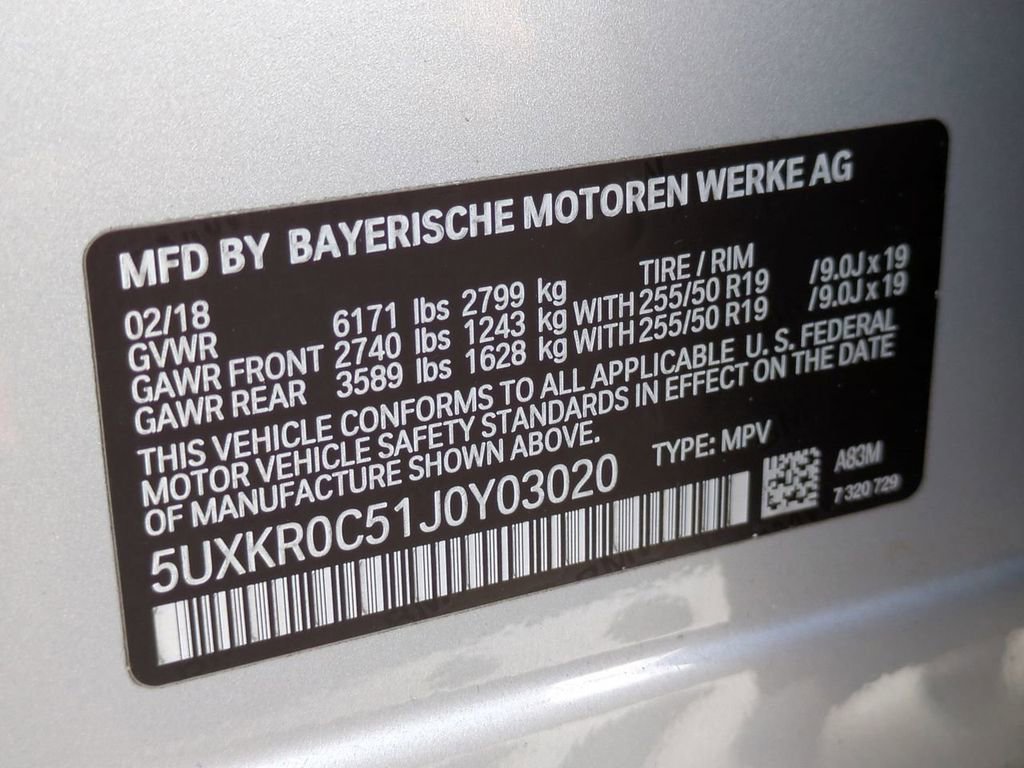 MFD BY BAYERISCHE MOTOREN WERKE AG
02/18 TIRE / RIM
GVWR 6171 lbs 2799 kg
GAWR FRONT 2740 lbs 1243 kg WITH 255/50 R19 /9.0J x 19
GAWR REAR 3589 lbs 1628 kg WITH 255/50 R19 /9.0J x 19
THIS VEHICLE CONFORMS TO ALL APPLICABLE U. S. FEDERAL
MOTOR VEHICLE SAFETY STANDARDS IN EFFECT ON THE DATE
OF MANUFACTURE SHOWN ABOVE.
TYPE: MPV
5UXKR0C51J0Y03020
A83M
7 320 729